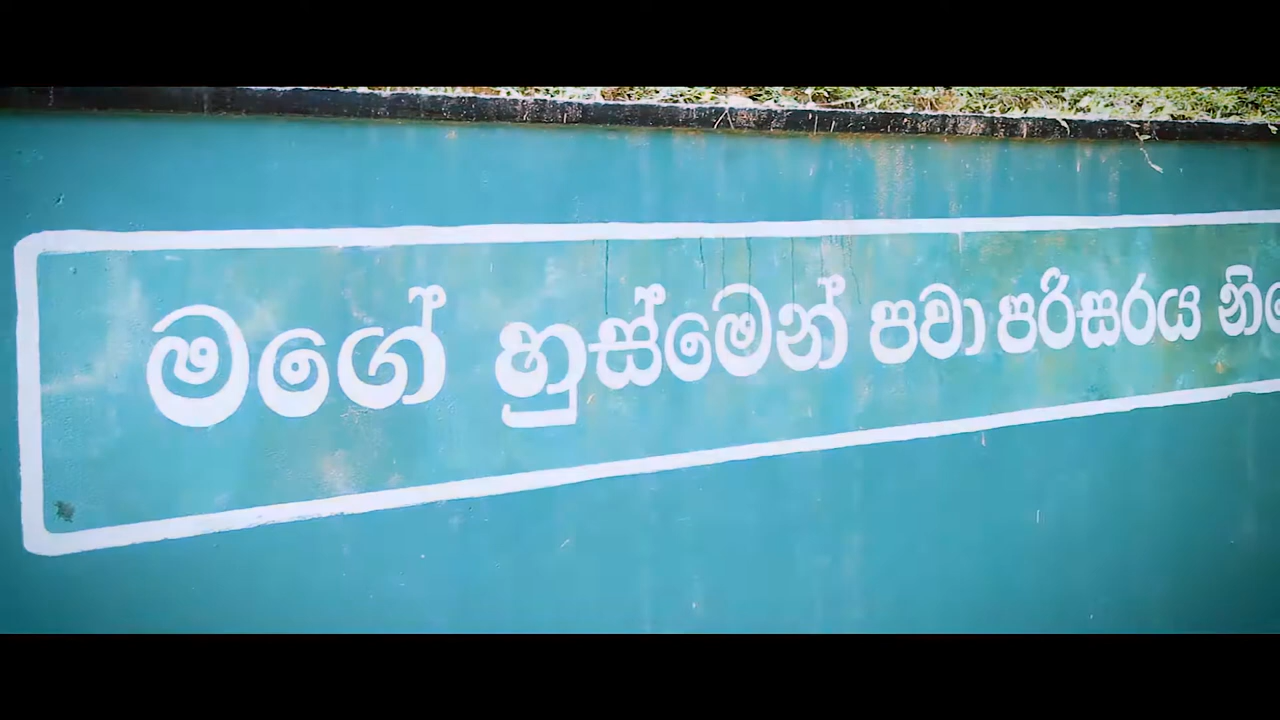 මගේ හුස්මෙන් පවා පරිසරය